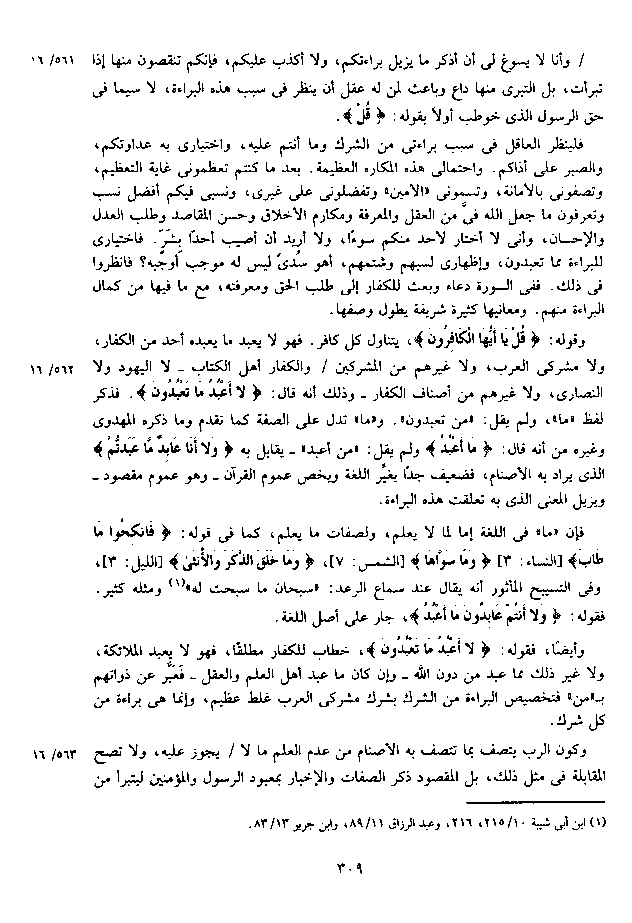 ١٦/٥٦١ / وأنا لا يسوغ لى أن أذكر ما يزيل براءتكم، ولا أكذب عليكم، فإنكم تنقصون منها إذا
تبرأت، بل التبرى منها داع وباعث لمن له عقل أن ينظر فى سبب هذه البراءة، لا سيما فى
حق الرسول الذى خوطب أولاً بقوله: ﴿ قُلْ ﴾.
فلينظر العاقل فى سبب براءتى من الشرك وما أنتم عليه، واختيارى به عداوتكم،
والصبر على أذاكم. واحتمالى هذه المكاره العظيمة. بعد ما كنتم تعظمونى غاية التعظيم،
وتصفونى بالأمانة، وتسمونى «الأمين» وتفضلونى على غيرى، ونسبى فيكم أفضل نسب
وتعرفون ما جعل الله فىَّ من العقل والمعرفة ومكارم الأخلاق وحسن المقاصد وطلب العدل
والإحسان، وأنى لا أختار لأحد منكم سوءًا، ولا أريد أن أصيب أحدًا بِشَرّ. فاختيارى
للبراءة مما تعبدون، وإظهارى لسبهم وشتمهم، أهو سُدىً ليس له موجب أوجبه؟ فانظروا
فى ذلك. ففى السورة دعاء وبعث للكفار إلى طلب الحق ومعرفته، مع ما فيها من كمال
البراءة منهم. ومعانيها كثيرة شريفة يطول وصفها.
وقوله: ﴿ قُلْ يَا أَيُّهَا الْكَافِرُونَ ﴾، يتناول كل كافر. فهو لا يعبد ما يعبده أحد من الكفار،
١٦/٥٦٢ ولا مشركى العرب، ولا غيرهم من المشركين / والكفار أهل الكتاب ـ لا اليهود ولا
النصارى، ولا غيرهم من أصناف الكفار ـ وذلك أنه قال: ﴿ لا أَعْبُدُ مَا تَعْبُدُونَ ﴾. فذكر
لفظ «ما»، ولم يقل: «من تعبدون». و«ما» تدل على الصفة كما تقدم وما ذكره المهدوى
وغيره من أنه قال: ﴿ مَا أَعْبُدُ ﴾ ولم يقل: «من أعبد» ـ يقابل به ﴿ وَلا أَنَا عَابِدٌ مَّا عَبَدتُّمْ ﴾
الذى يراد به الأصنام، فضعيف جدًا يغيِّر اللغة ويخص عموم القرآن ـ وهو عموم مقصود ـ
ويزيل المعنى الذى به تعلقت هذه البراءة.
فإن «ما» فى اللغة إما لما لا يعلم، ولصفات ما يعلم، كما فى قوله: ﴿ فَانكِحُوا مَا
طَابَ﴾ [النساء: ٣] ﴿ وَمَا سَوَّاهَا ﴾ [الشمس: ٧]، ﴿ وَمَا خَلَقَ الذَّكَرَ وَالأُنثَىٰ ﴾ [الليل: ٣]،
وفى التسبيح المأثور أنه يقال عند سماع الرعد: «سبحان ما سبحت له»(١) ومثله كثير.
فقوله: ﴿ وَلا أَنتُمْ عَابِدُونَ مَا أَعْبُدُ ﴾، جار على أصل اللغة.
وأيضًا، فقوله: ﴿ لا أَعْبُدُ مَا تَعْبُدُونَ ﴾، خطاب للكفار مطلقًا، فهو لا يعبد الملائكة،
ولا غير ذلك مما عبد من دون الله ـ وإن كان ما عبد أهل العلم والعقل ـ فعبَّر عن ذواتهم
بـ«من» فتخصيص البراءة من الشرك بشرك مشركى العرب غلط عظيم، وإنما هى براءة من
كل شرك.
١٦/٥٦٣ وكون الرب يتصف بما تتصف به الأصنام من عدم العلم ما لا / يجوز عليه، ولا تصح
المقابلة فى مثل ذلك، بل المقصود ذكر الصفات والإخبار بمعبود الرسول والمؤمنين ليتبرأ من
(١) ابن أبى شيبة ١٠/ ٢١٥، ٢١٦، وعبد الرزاق ١١/ ٨٩، وابن جرير ١٣/ ٨٣.
٣٠٩